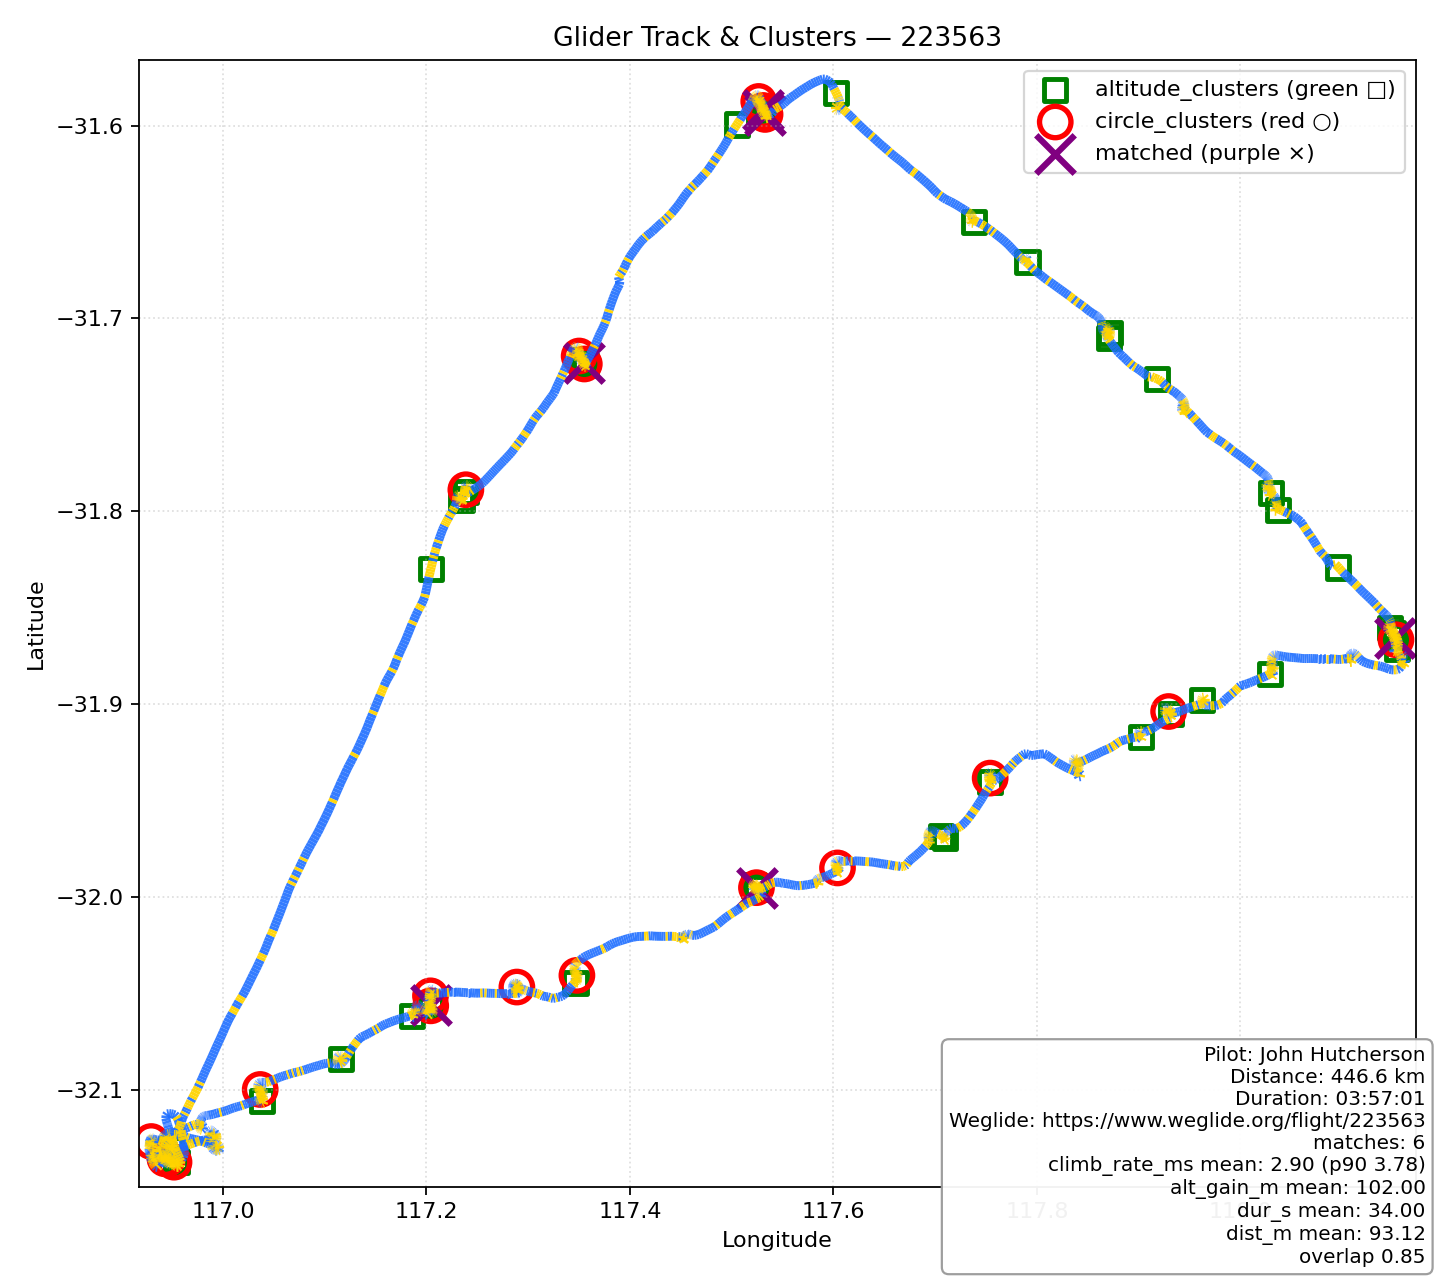 Glider Track & Clusters — 223563
altitude_clusters (green □)
circle_clusters (red ○)
matched (purple ×)
−31.6
−31.7
−31.8
−31.9
−32.0
−32.1
Latitude
117.0
117.2
117.4
117.6
117.8
Longitude
Pilot: John Hutcherson
Distance: 446.6 km
Duration: 03:57:01
Weglide: https://www.weglide.org/flight/223563
matches: 6
climb_rate_ms mean: 2.90 (p90 3.78)
alt_gain_m mean: 102.00
dur_s mean: 34.00
dist_m mean: 93.12
overlap 0.85